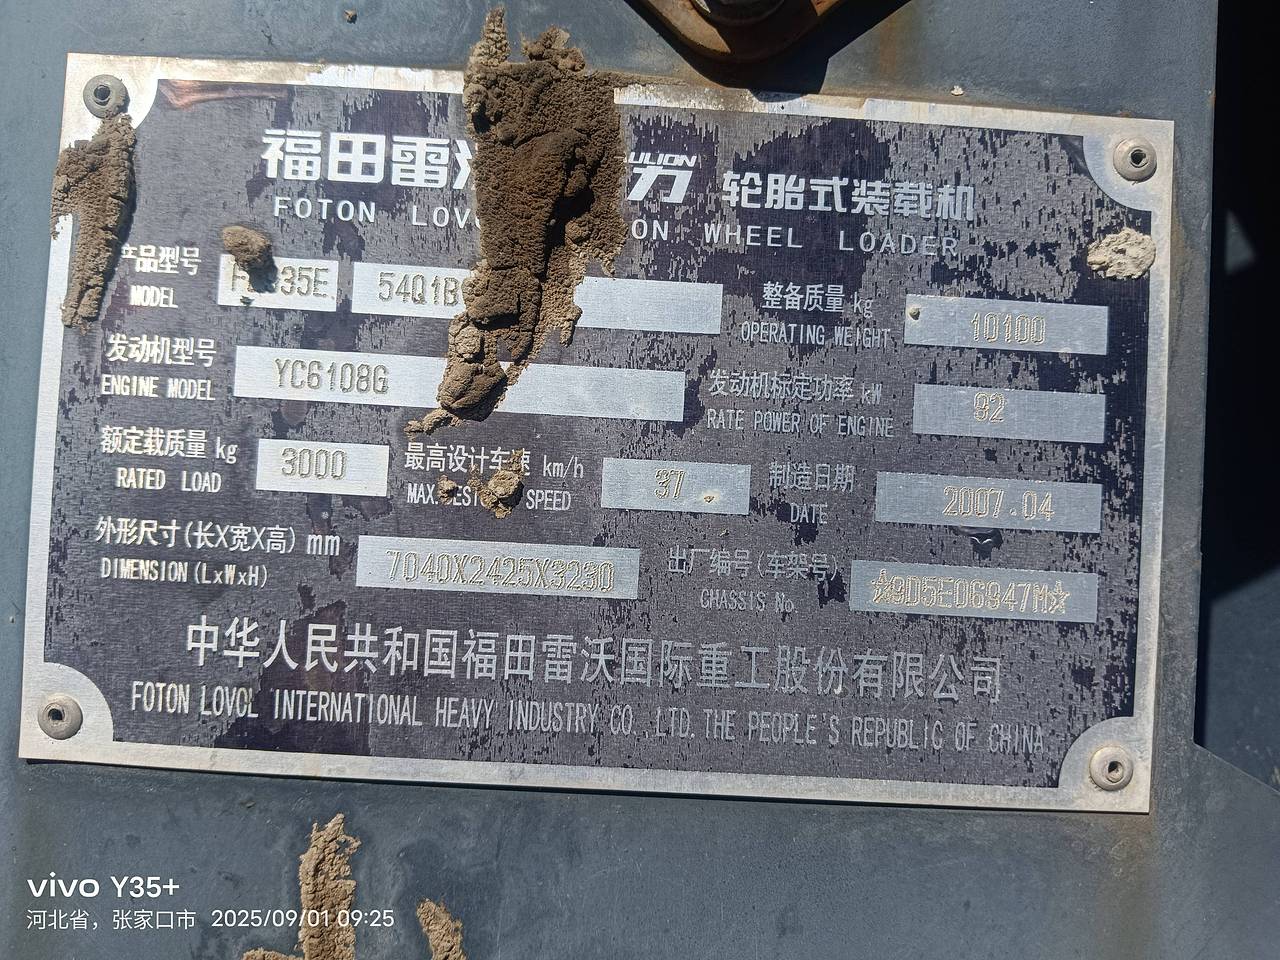 福田雷 力 轮胎式装载机
FOTON LOV ON WHEEL LOADER
产品型号 35E 54Q1B 整备质量 kg 10100
MODEL OPERATING WEIGHT
发动机型号 YC6108G 发动机标定功率 kW 92
ENGINE MODEL RATE POWER OF ENGINE
额定载质量 kg 3000 最高设计车速 km/h 37 制造日期 2007.04
RATED LOAD MAX. SPEED DATE
外形尺寸(长X宽X高) mm 7040X2425X3230 出厂编号(车架号)
DIMENSION(LxWxH) CHASSIS No.
中华人民共和国福田雷沃国际重工股份有限公司
FOTON LOVOL INTERNATIONAL HEAVY INDUSTRY CO.,LTD. THE PEOPLE'S REPUBLIC OF CHINA
vivo Y35+
河北省，张家口市 2025/09/01 09:25